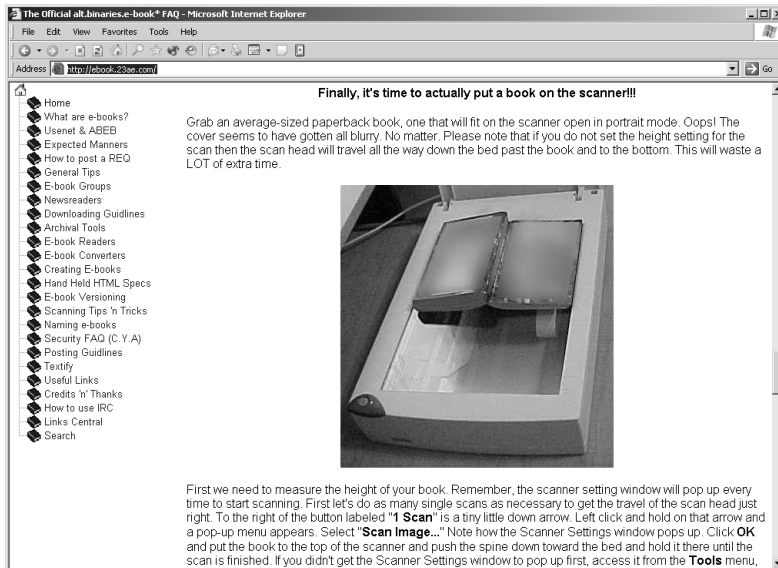 The Official alt.binaries.e-book* FAQ - Microsoft Internet Explorer
File Edit View Favorites Tools Help
Address http://ebook.23ae.com/ Go
Home
What are e-books?
Usenet & ABEB
Expected Manners
How to post a REQ
General Tips
E-book Groups
Newsreaders
Downloading Guidlines
Archival Tools
E-book Readers
E-book Converters
Creating E-books
Hand Held HTML Specs
E-book Versioning
Scanning Tips 'n Tricks
Naming e-books
Security FAQ (C.Y.A)
Posting Guidlines
Textify
Useful Links
Credits 'n' Thanks
How to use IRC
Links Central
Search
Finally, it's time to actually put a book on the scanner!!!
Grab an average-sized paperback book, one that will fit on the scanner open in portrait mode. Oops! The
cover seems to have gotten all blurry. No matter. Please note that if you do not set the height setting for the
scan then the scan head will travel all the way down the bed past the book and to the bottom. This will waste a
LOT of extra time.
First we need to measure the height of your book. Remember, the scanner setting window will pop up every
time to start scanning. First let's do as many single scans as necessary to get the travel of the scan head just
right. To the right of the button labeled "1 Scan" is a tiny little down arrow. Left click and hold on that arrow and
a pop-up menu appears. Select "Scan Image..." Note how the Scanner Settings window pops up. Click OK
and put the book to the top of the scanner and push the spine down toward the bed and hold it there until the
scan is finished. If you didn't get the Scanner Settings window to pop up first, access it from the Tools menu,